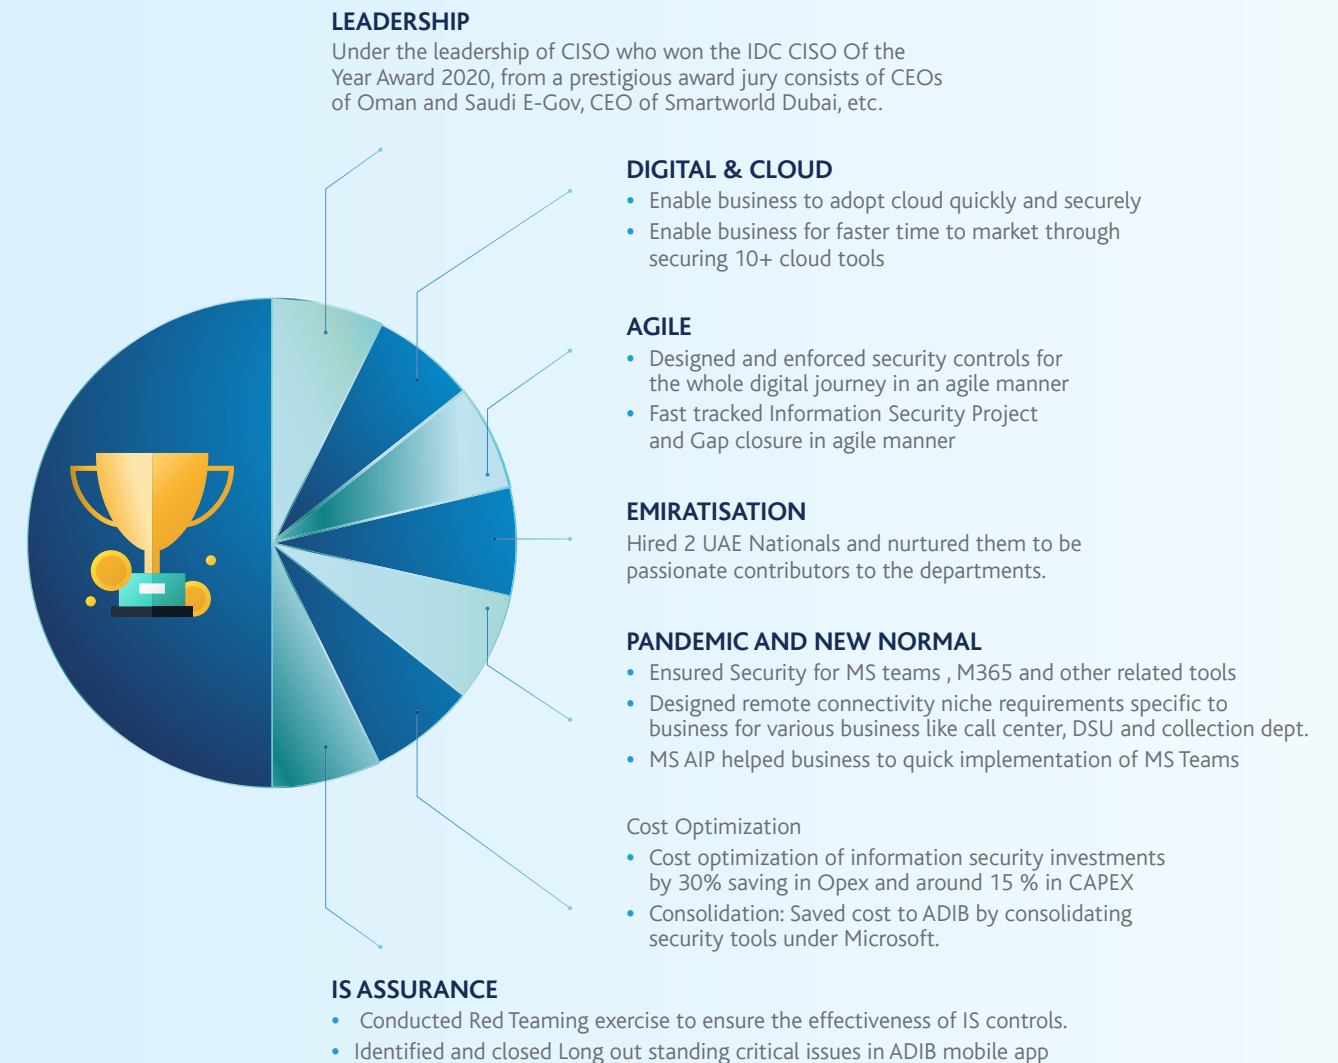 LEADERSHIP
Under the leadership of CISO who won the IDC CISO Of the
Year Award 2020, from a prestigious award jury consists of CEOs
of Oman and Saudi E-Gov, CEO of Smartworld Dubai, etc.
DIGITAL & CLOUD
• Enable business to adopt cloud quickly and securely
• Enable business for faster time to market through
securing 10+ cloud tools
AGILE
• Designed and enforced security controls for
the whole digital journey in an agile manner
• Fast tracked Information Security Project
and Gap closure in agile manner
EMIRATISATION
Hired 2 UAE Nationals and nurtured them to be
passionate contributors to the departments.
PANDEMIC AND NEW NORMAL
• Ensured Security for MS teams , M365 and other related tools
• Designed remote connectivity niche requirements specific to
business for various business like call center, DSU and collection dept.
• MS AIP helped business to quick implementation of MS Teams
Cost Optimization
• Cost optimization of information security investments
by 30% saving in Opex and around 15 % in CAPEX
• Consolidation: Saved cost to ADIB by consolidating
security tools under Microsoft.
IS ASSURANCE
• Conducted Red Teaming exercise to ensure the effectiveness of IS controls.
• Identified and closed Long out standing critical issues in ADIB mobile app